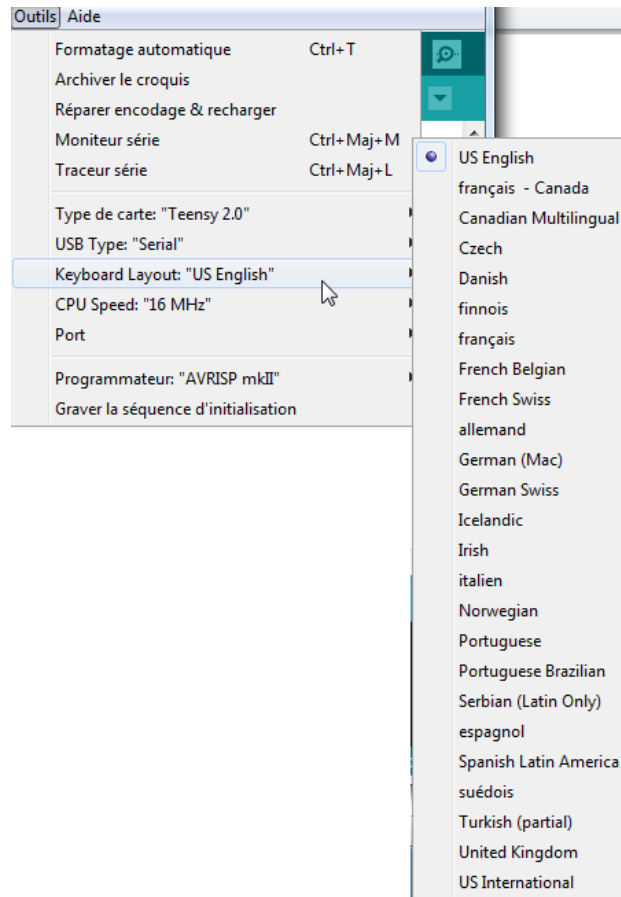 Outils Aide
Formatage automatique Ctrl+T
Archiver le croquis
Réparer encodage & recharger
Moniteur série Ctrl+Maj+M
Traceur série Ctrl+Maj+L
Type de carte: "Teensy 2.0"
USB Type: "Serial"
Keyboard Layout: "US English"
CPU Speed: "16 MHz"
Port
Programmateur: "AVRISP mkII"
Graver la séquence d'initialisation
US English
français - Canada
Canadian Multilingual
Czech
Danish
finnois
français
French Belgian
French Swiss
allemand
German (Mac)
German Swiss
Icelandic
Irish
italien
Norwegian
Portuguese
Portuguese Brazilian
Serbian (Latin Only)
espagnol
Spanish Latin America
suédois
Turkish (partial)
United Kingdom
US International